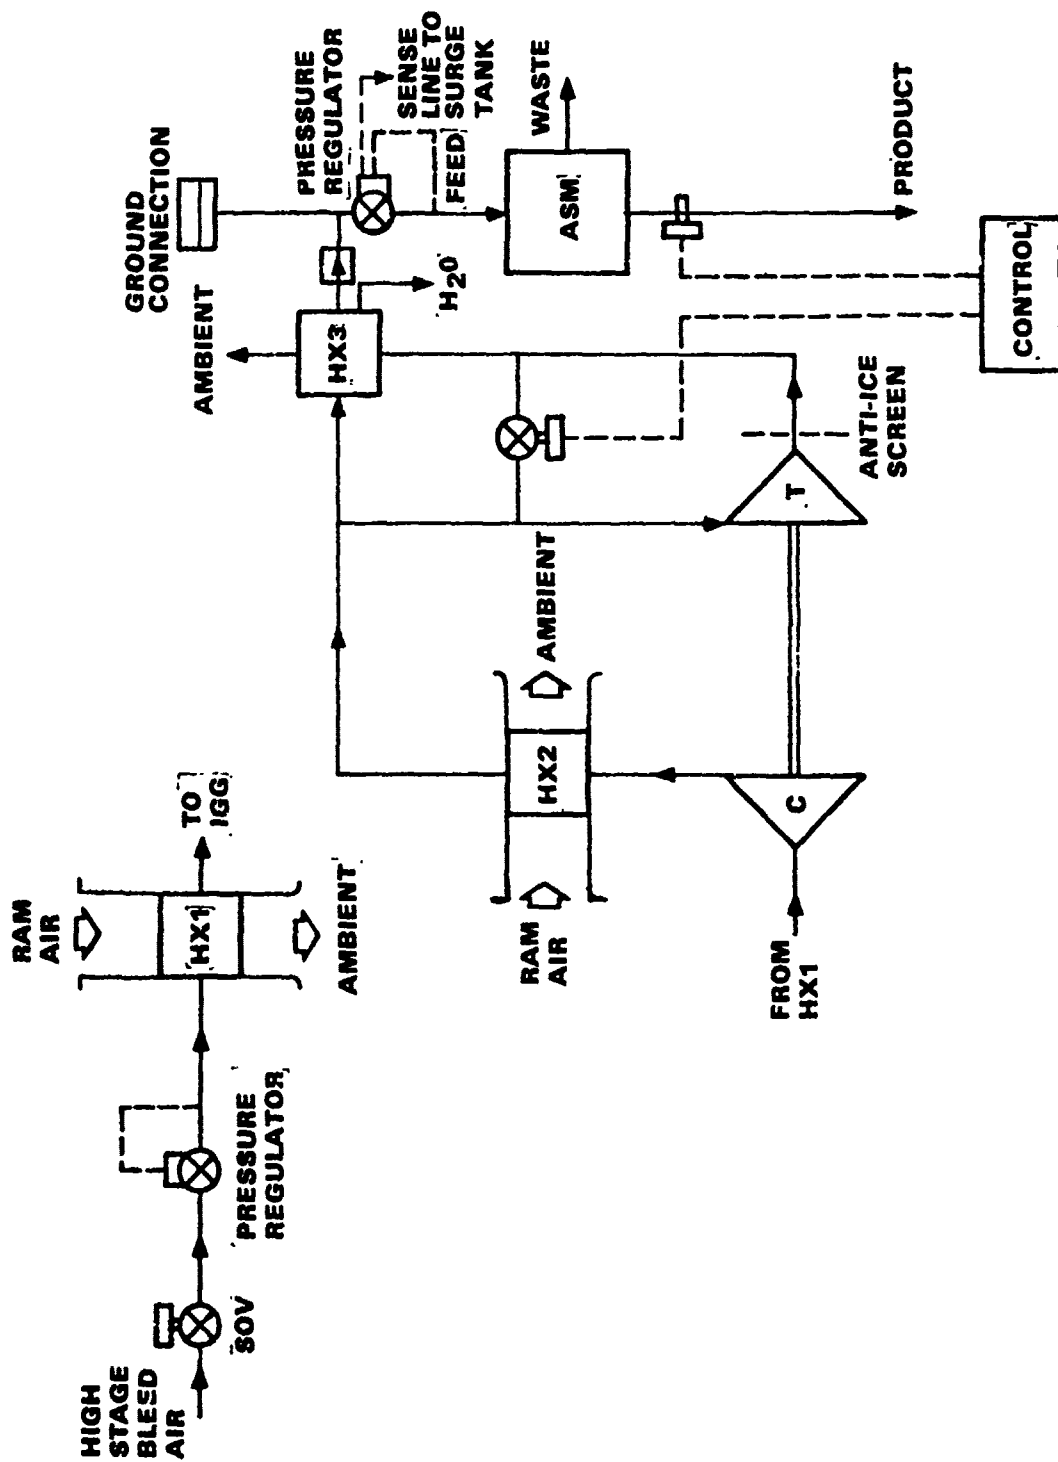 HIGH
STAGE
BLEED
AIR
SOV
PRESSURE
REGULATOR
RAM
AIR
HX1
AMBIENT
TO
IGG
FROM
HX1
C
RAM
AIR
HX2
AMBIENT
T
ANTI-ICE
SCREEN
AMBIENT
HX3
H2O
GROUND
CONNECTION
PRESSURE
REGULATOR
SENSE
LINE TO
SURGE
TANK
FEED
ASM
WASTE
PRODUCT
CONTROL